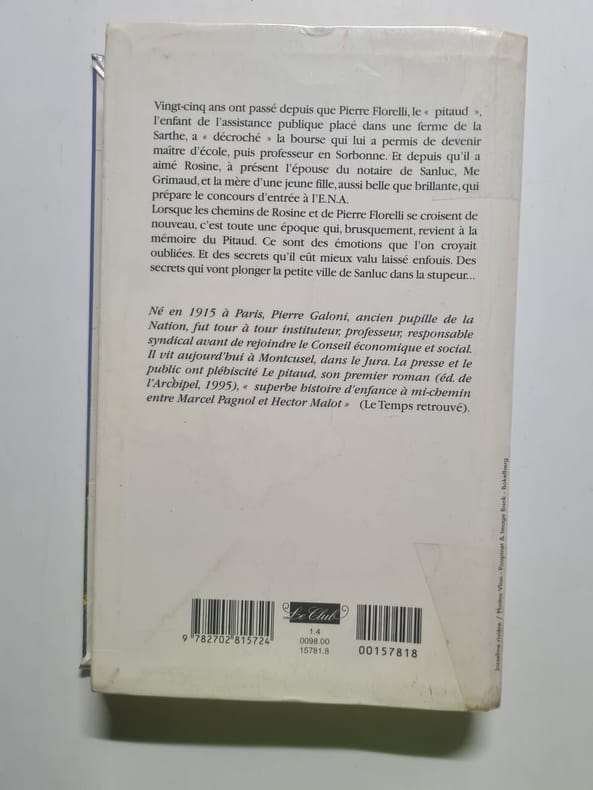 Vingt-cinq ans ont passé depuis que Pierre Florelli, le « pitaud »,
l'enfant de l'assistance publique placé dans une ferme de la
Sarthe, a « décroché » la bourse qui lui a permis de devenir
maître d'école, puis professeur en Sorbonne. Et depuis qu'il a
aimé Rosine, à présent l'épouse du notaire de Sanluc, Me
Grimaud, et la mère d'une jeune fille, aussi belle que brillante, qui
prépare le concours d'entrée à l'E.N.A.
Lorsque les chemins de Rosine et de Pierre Florelli se croisent de
nouveau, c'est toute une époque qui, brusquement, revient à la
mémoire du Pitaud. Ce sont des émotions que l'on croyait
oubliées. Et des secrets qu'il eût mieux valu laissé enfouis. Des
secrets qui vont plonger la petite ville de Sanluc dans la stupeur...
Né en 1915 à Paris, Pierre Galoni, ancien pupille de la
Nation, fut tour à tour instituteur, professeur, responsable
syndical avant de rejoindre le Conseil économique et social.
Il vit aujourd'hui à Montcusel, dans le Jura. La presse et le
public ont plébiscité Le pitaud, son premier roman (éd. de
l'Archipel, 1995), « superbe histoire d'enfance à mi-chemin
entre Marcel Pagnol et Hector Malot » (Le Temps retrouvé).
Le Club
1.4
0098.00
15781.8
9 782702 815724
00157818